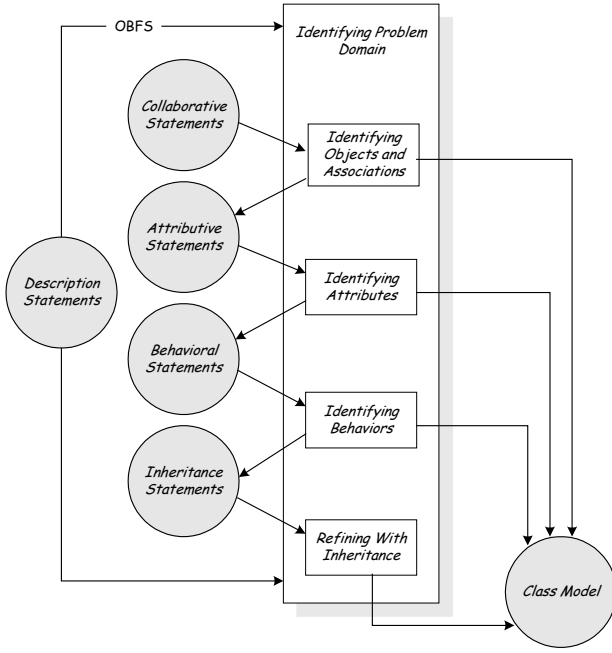 OBFS
Identifying Problem
Domain
Collaborative
Statements
Identifying
Objects and
Associations
Attributive
Statements
Description
Statements
Identifying
Attributes
Behavioral
Statements
Identifying
Behaviors
Inheritance
Statements
Refining With
Inheritance
Class Model